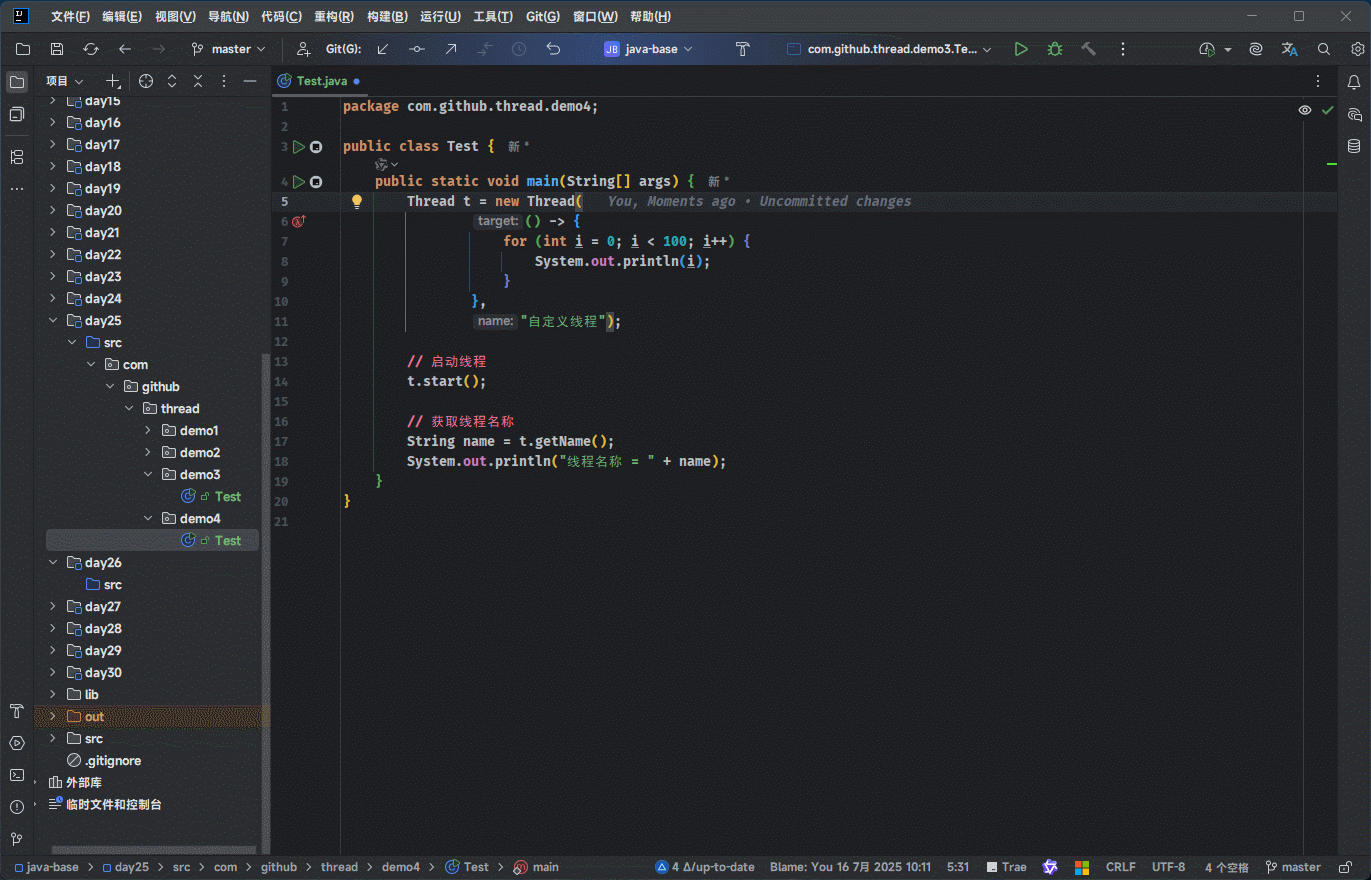 文件(F) 编辑(E) 视图(V) 导航(N) 代码(C) 重构(R) 构建(B) 运行(U) 工具(T) Git(G) 窗口(W) 帮助(H)
master Git(G): JB java-base com.github.thread.demo3.Te...
项目
Test.java
day15
day16
day17
day18
day19
day20
day21
day22
day23
day24
day25
src
com
github
thread
demo1
demo2
demo3
Test
demo4
Test
day26
src
day27
day28
day29
day30
lib
out
src
.gitignore
外部库
临时文件和控制台
1 package com.github.thread.demo4;
2
3 public class Test { 新 *
4 public static void main(String[] args) { 新 *
5 Thread t = new Thread( You, Moments ago • Uncommitted changes
6 target: () -> {
7 for (int i = 0; i < 100; i++) {
8 System.out.println(i);
9 }
10 },
11 name: "自定义线程");
12
13 // 启动线程
14 t.start();
15
16 // 获取线程名称
17 String name = t.getName();
18 System.out.println("线程名称 = " + name);
19 }
20 }
21
java-base > day25 > src > com > github > thread > demo4 > Test > main 4 Δ/up-to-date Blame: You 16 7月 2025 10:11 5:31 Trae CRLF UTF-8 4 个空格 master